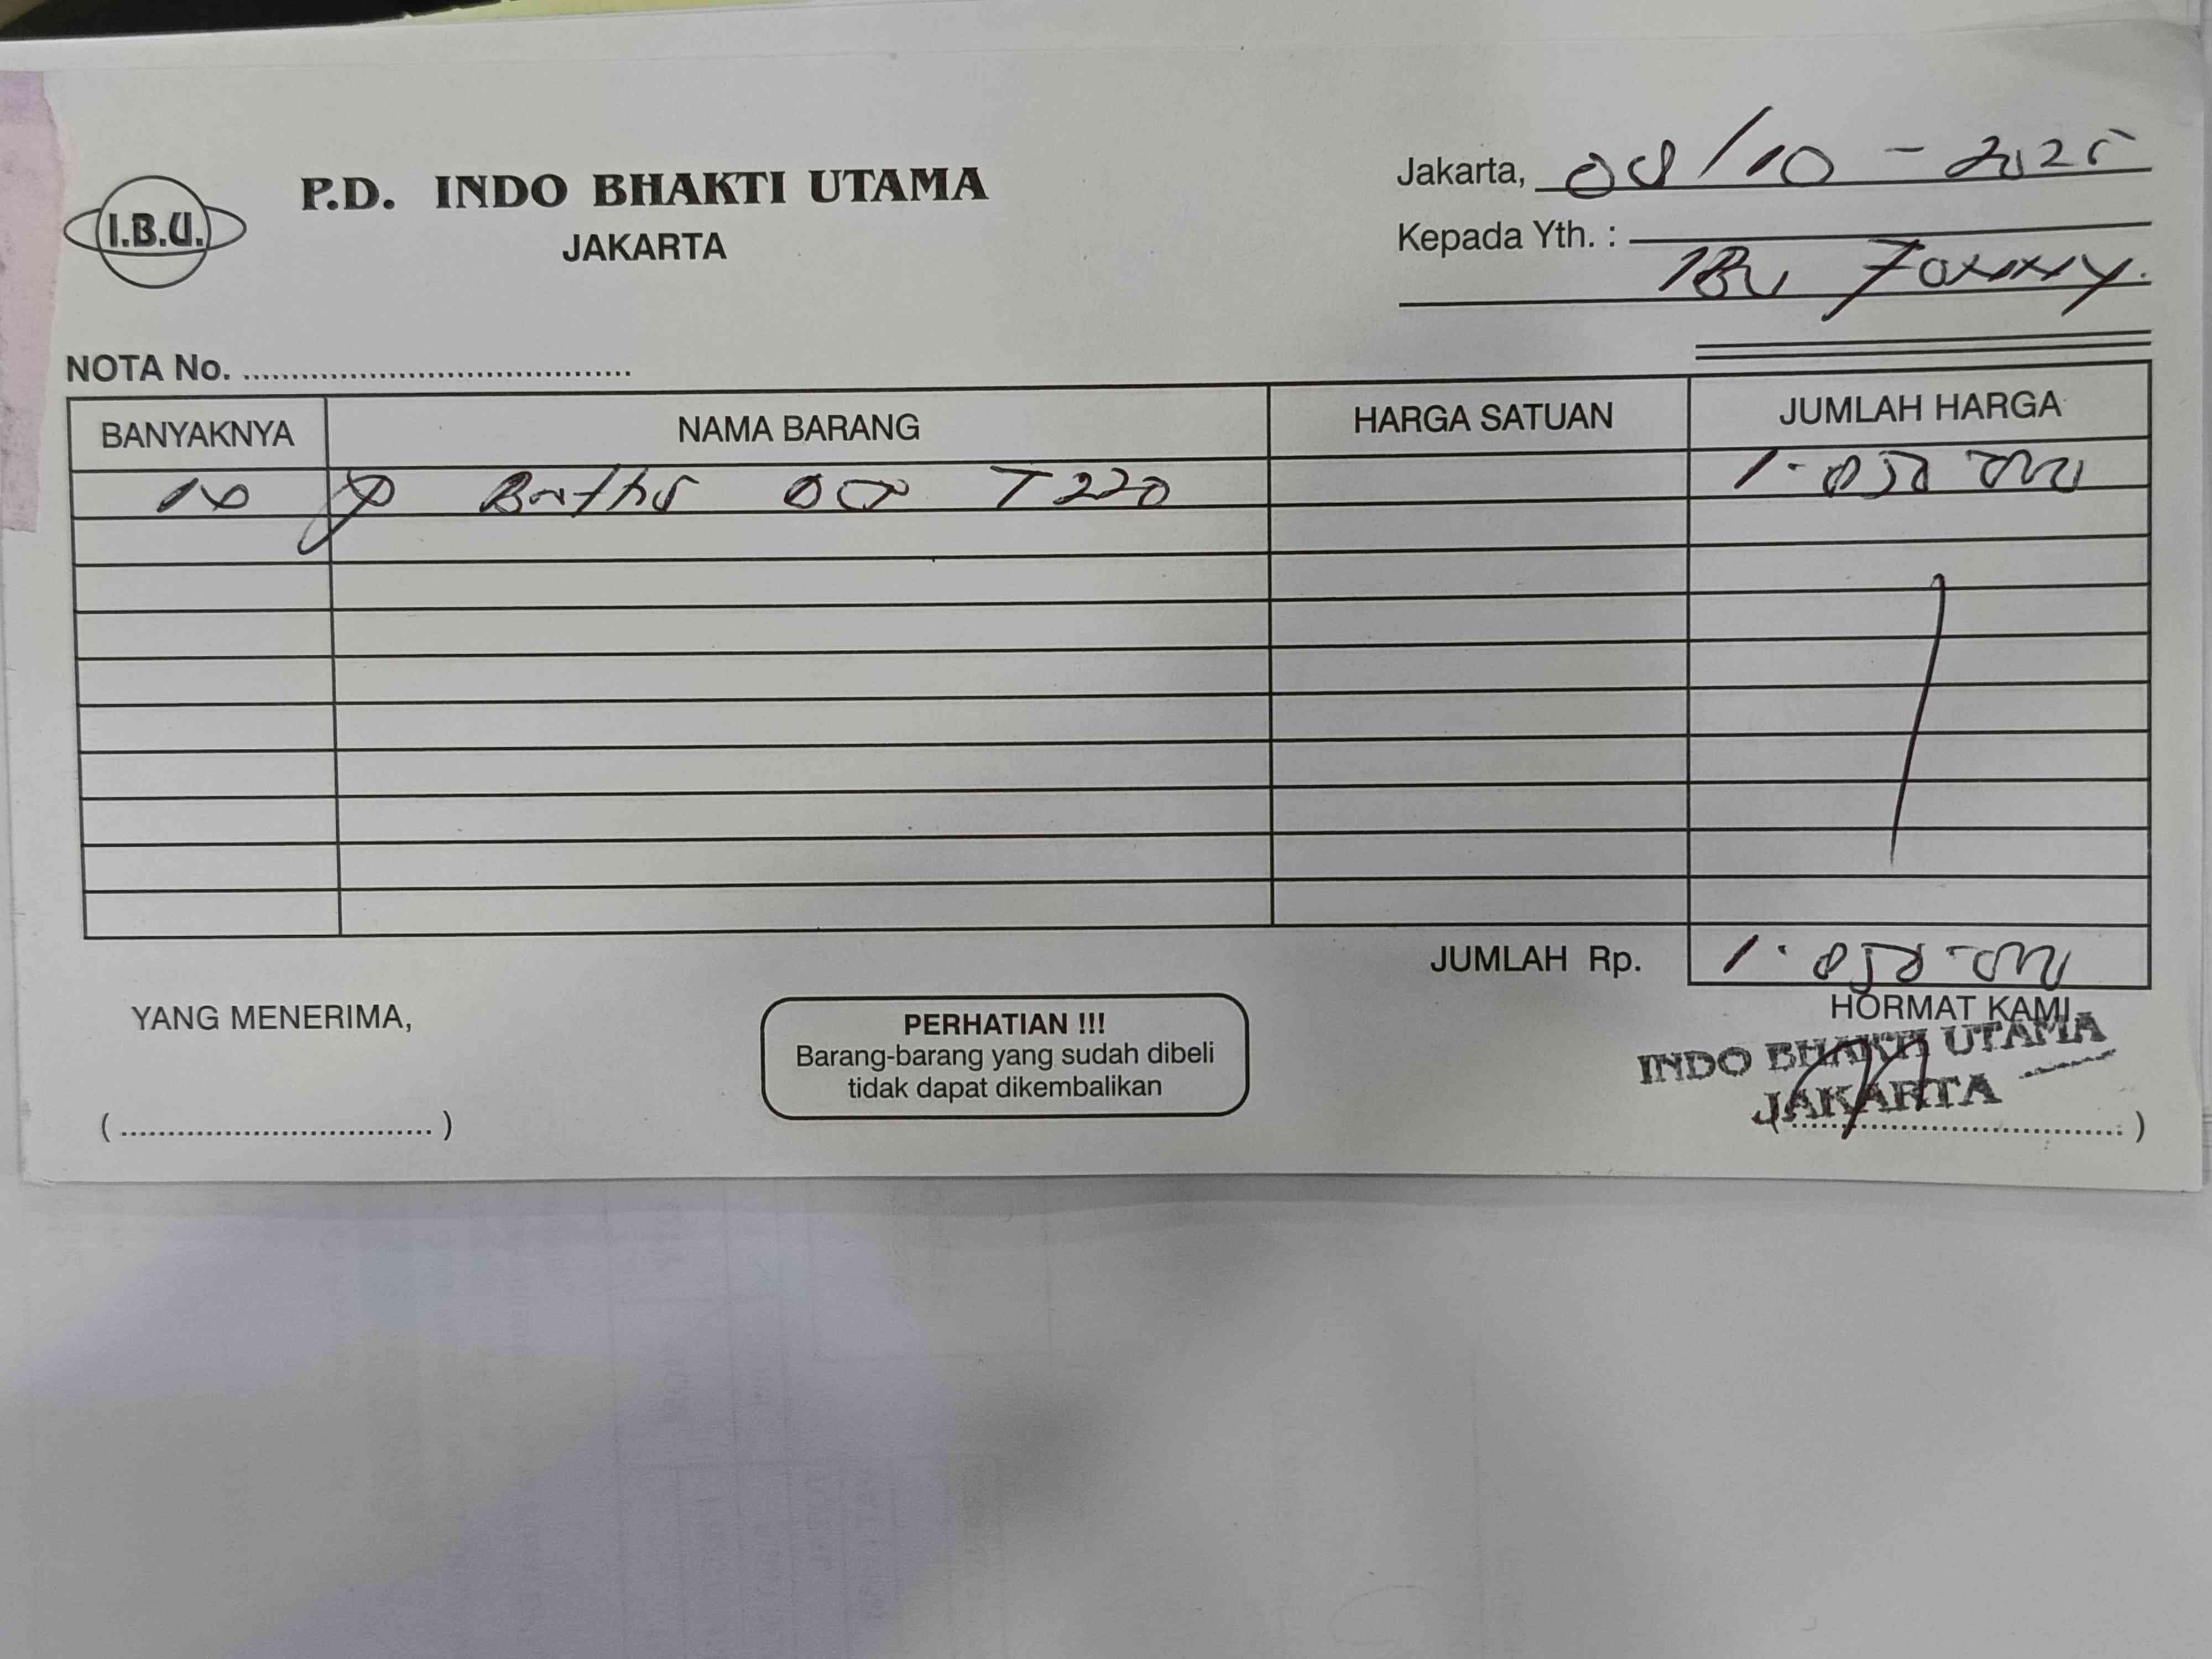 I.B.U.
P.D. INDO BHAKTI UTAMA
JAKARTA
Jakarta, 08/10 - 2025
Kepada Yth. :
IBu Fanny.
NOTA No. ........................................
BANYAKNYA NAMA BARANG HARGA SATUAN JUMLAH HARGA
10 T220 1.050 000
JUMLAH Rp. 1.050.000
YANG MENERIMA,
PERHATIAN !!!
Barang-barang yang sudah dibeli
tidak dapat dikembalikan
HORMAT KAMI
INDO BHAKTI UTAMA
JAKARTA
( ................................ )
( ................................ )